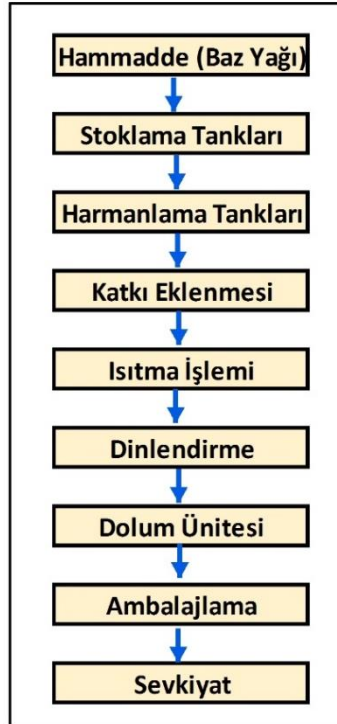 Hammadde (Baz Yağı)
Stoklama Tankları
Harmanlama Tankları
Katkı Eklenmesi
Isıtma İşlemi
Dinlendirme
Dolum Ünitesi
Ambalajlama
Sevkiyat